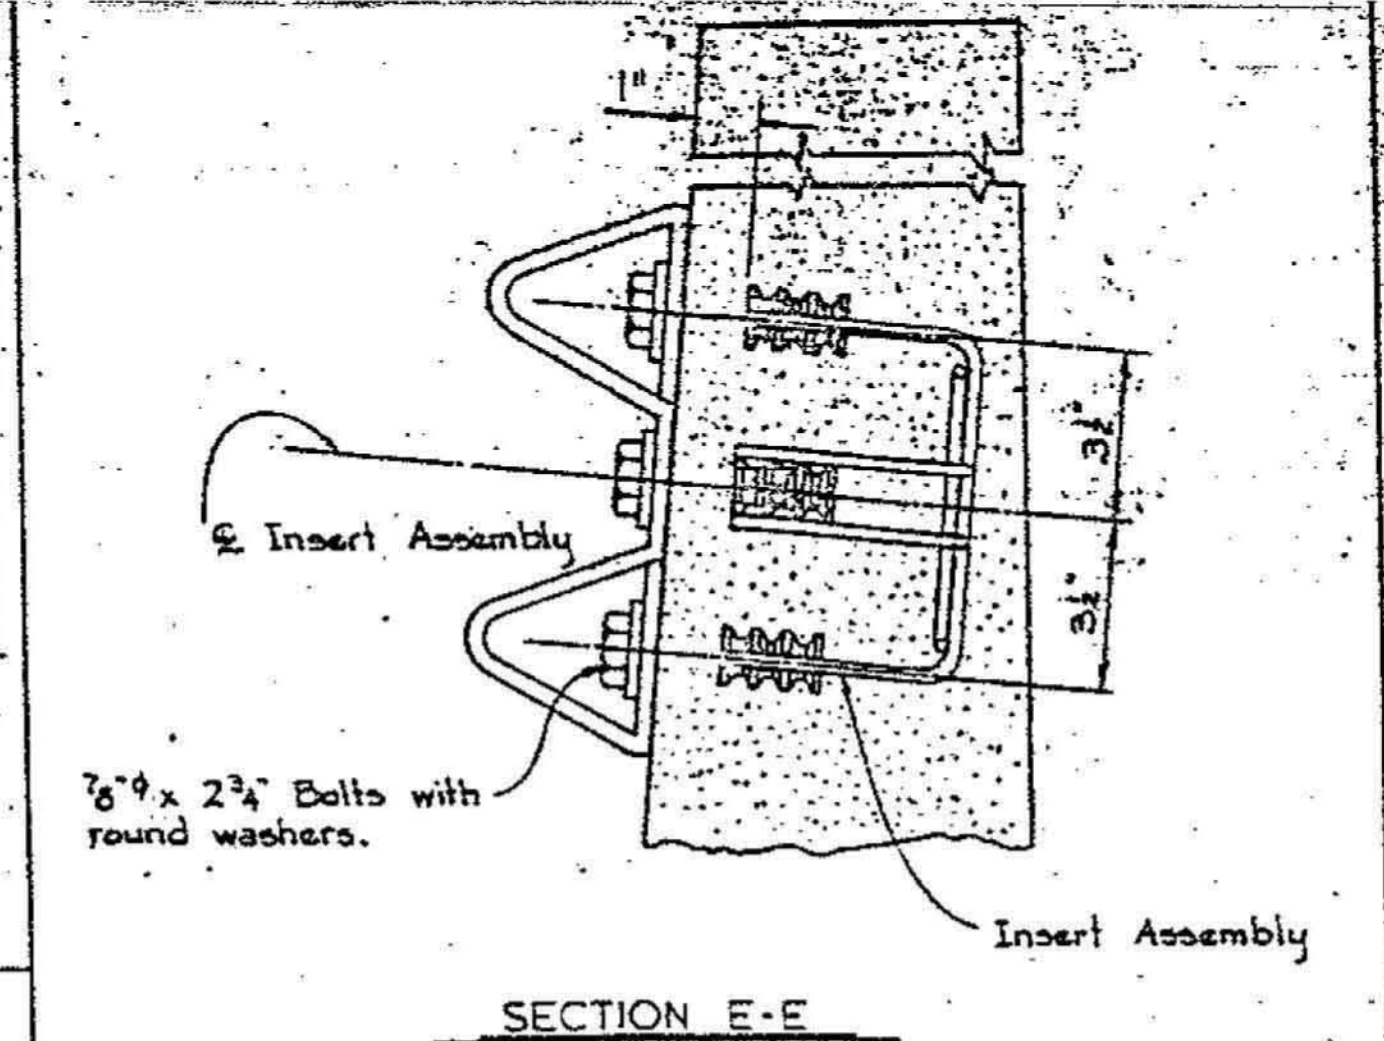 1"
3½"
℄ Insert Assembly
3½"
⅞"ϕ x 2¾" Bolts with
round washers.
Insert Assembly
SECTION E-E